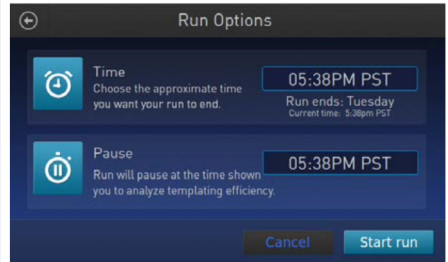 Run Options
Time
Choose the approximate time
you want your run to end.
05:38PM PST
Run ends: Tuesday
Current time: 5:38pm PST
Pause
Run will pause at the time shown
you to analyze templating efficiency.
05:38PM PST
Cancel
Start run